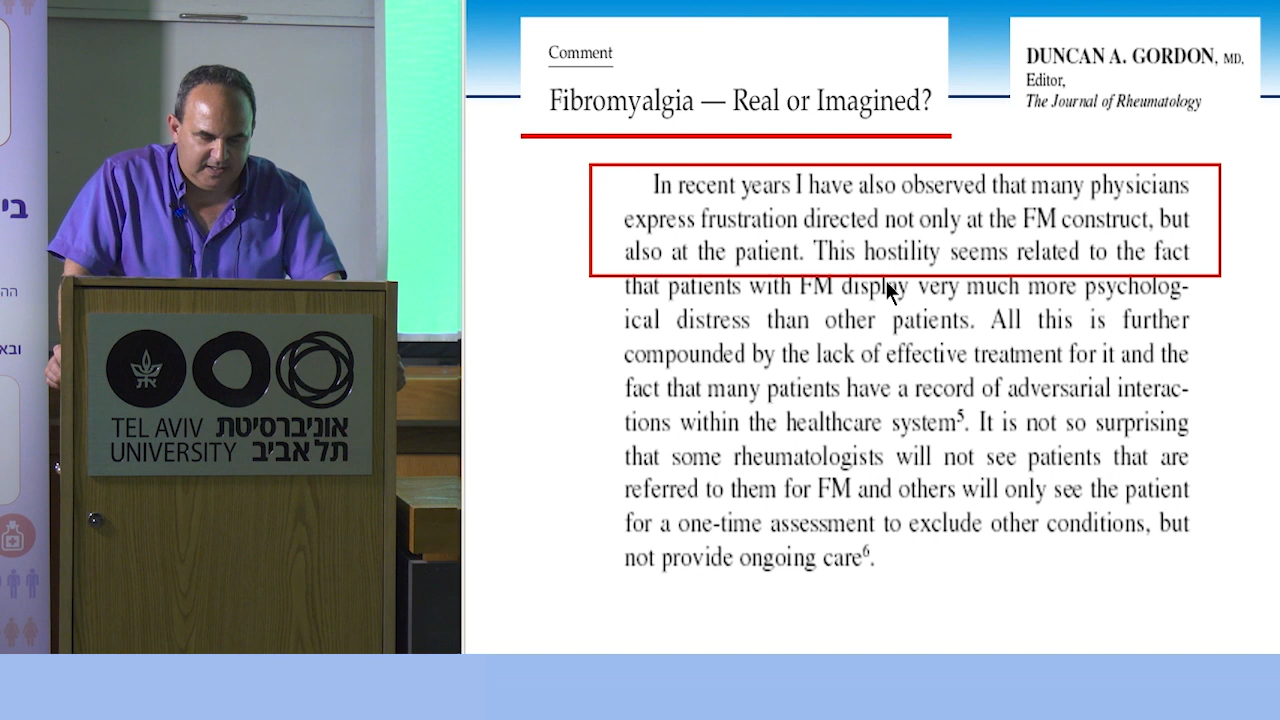 בי
הה
ובא
TEL AVIV
UNIVERSITY
אוניברסיטת
תל אביב
Comment
Fibromyalgia — Real or Imagined?
DUNCAN A. GORDON, MD,
Editor,
The Journal of Rheumatology
In recent years I have also observed that many physicians
express frustration directed not only at the FM construct, but
also at the patient. This hostility seems related to the fact
that patients with FM display very much more psycholog-
ical distress than other patients. All this is further
compounded by the lack of effective treatment for it and the
fact that many patients have a record of adversarial interac-
tions within the healthcare system⁵. It is not so surprising
that some rheumatologists will not see patients that are
referred to them for FM and others will only see the patient
for a one-time assessment to exclude other conditions, but
not provide ongoing care⁶.